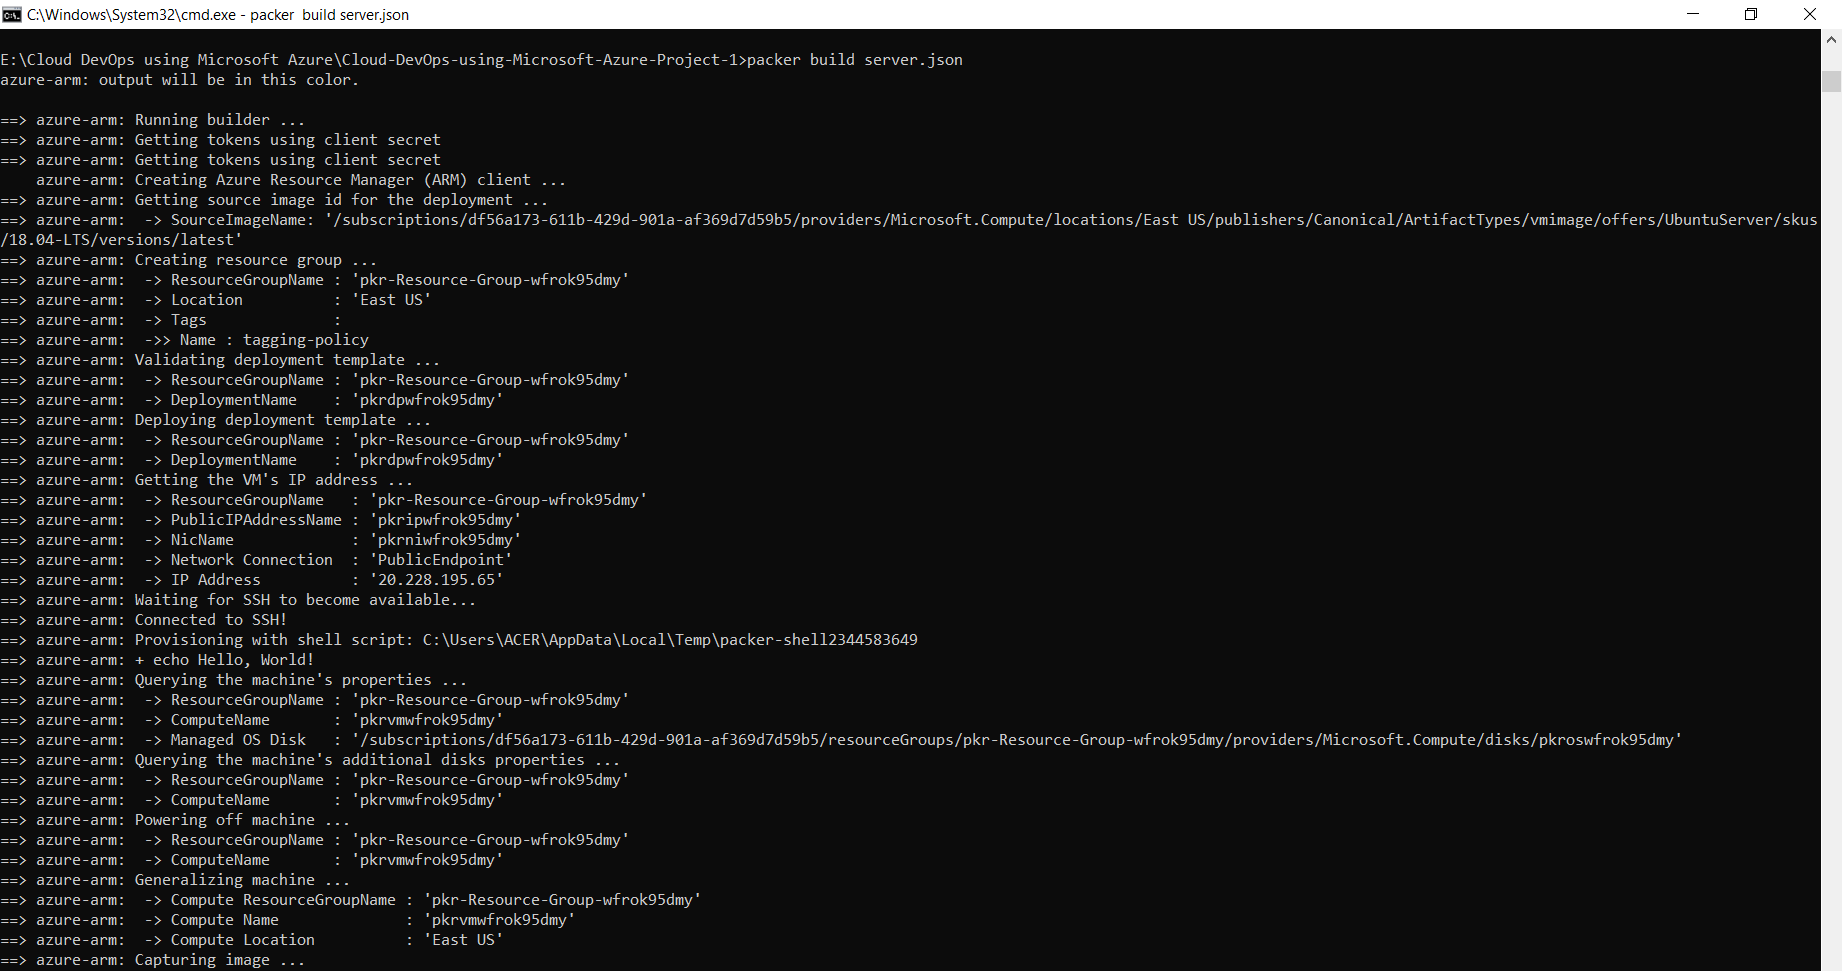 C:\Windows\System32\cmd.exe - packer  build server.json
E:\Cloud DevOps using Microsoft Azure\Cloud-DevOps-using-Microsoft-Azure-Project-1>packer build server.json
azure-arm: output will be in this color.
==> azure-arm: Running builder ...
==> azure-arm: Getting tokens using client secret
==> azure-arm: Getting tokens using client secret
    azure-arm: Creating Azure Resource Manager (ARM) client ...
==> azure-arm: Getting source image id for the deployment ...
==> azure-arm:  -> SourceImageName: '/subscriptions/df56a173-611b-429d-901a-af369d7d59b5/providers/Microsoft.Compute/locations/East US/publishers/Canonical/ArtifactTypes/vmimage/offers/UbuntuServer/skus
/18.04-LTS/versions/latest'
==> azure-arm: Creating resource group ...
==> azure-arm:  -> ResourceGroupName : 'pkr-Resource-Group-wfrok95dmy'
==> azure-arm:  -> Location          : 'East US'
==> azure-arm:  -> Tags              :
==> azure-arm:  ->> Name : tagging-policy
==> azure-arm: Validating deployment template ...
==> azure-arm:  -> ResourceGroupName : 'pkr-Resource-Group-wfrok95dmy'
==> azure-arm:  -> DeploymentName    : 'pkrdpwfrok95dmy'
==> azure-arm: Deploying deployment template ...
==> azure-arm:  -> ResourceGroupName : 'pkr-Resource-Group-wfrok95dmy'
==> azure-arm:  -> DeploymentName    : 'pkrdpwfrok95dmy'
==> azure-arm: Getting the VM's IP address ...
==> azure-arm:  -> ResourceGroupName   : 'pkr-Resource-Group-wfrok95dmy'
==> azure-arm:  -> PublicIPAddressName : 'pkripwfrok95dmy'
==> azure-arm:  -> NicName             : 'pkrniwfrok95dmy'
==> azure-arm:  -> Network Connection  : 'PublicEndpoint'
==> azure-arm:  -> IP Address          : '20.228.195.65'
==> azure-arm: Waiting for SSH to become available...
==> azure-arm: Connected to SSH!
==> azure-arm: Provisioning with shell script: C:\Users\ACER\AppData\Local\Temp\packer-shell2344583649
==> azure-arm: + echo Hello, World!
==> azure-arm: Querying the machine's properties ...
==> azure-arm:  -> ResourceGroupName : 'pkr-Resource-Group-wfrok95dmy'
==> azure-arm:  -> ComputeName       : 'pkrvmwfrok95dmy'
==> azure-arm:  -> Managed OS Disk   : '/subscriptions/df56a173-611b-429d-901a-af369d7d59b5/resourceGroups/pkr-Resource-Group-wfrok95dmy/providers/Microsoft.Compute/disks/pkroswfrok95dmy'
==> azure-arm: Querying the machine's additional disks properties ...
==> azure-arm:  -> ResourceGroupName : 'pkr-Resource-Group-wfrok95dmy'
==> azure-arm:  -> ComputeName       : 'pkrvmwfrok95dmy'
==> azure-arm: Powering off machine ...
==> azure-arm:  -> ResourceGroupName : 'pkr-Resource-Group-wfrok95dmy'
==> azure-arm:  -> ComputeName       : 'pkrvmwfrok95dmy'
==> azure-arm: Generalizing machine ...
==> azure-arm:  -> Compute ResourceGroupName : 'pkr-Resource-Group-wfrok95dmy'
==> azure-arm:  -> Compute Name              : 'pkrvmwfrok95dmy'
==> azure-arm:  -> Compute Location          : 'East US'
==> azure-arm: Capturing image ...